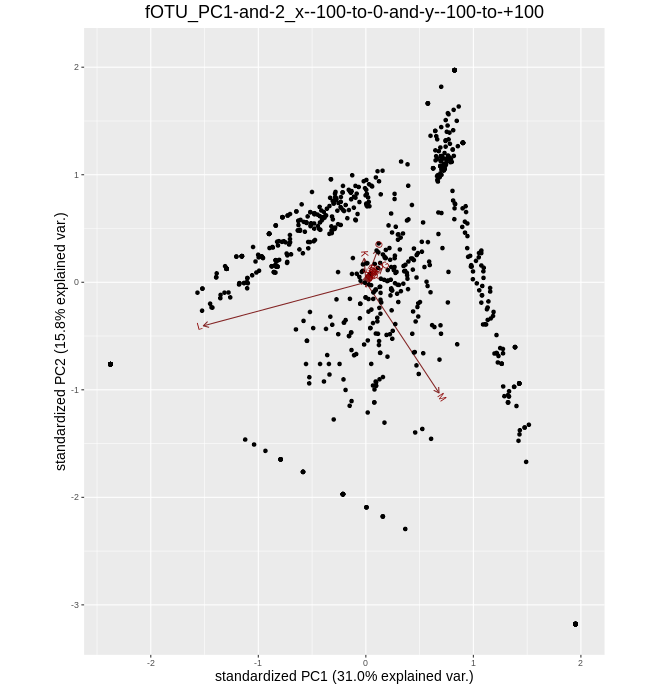 fOTU_PC1-and-2_x--100-to-0-and-y--100-to-+100
standardized PC2 (15.8% explained var.)
2
1
0
-1
-2
-3
L
M
K
-2
-1
0
1
2
standardized PC1 (31.0% explained var.)